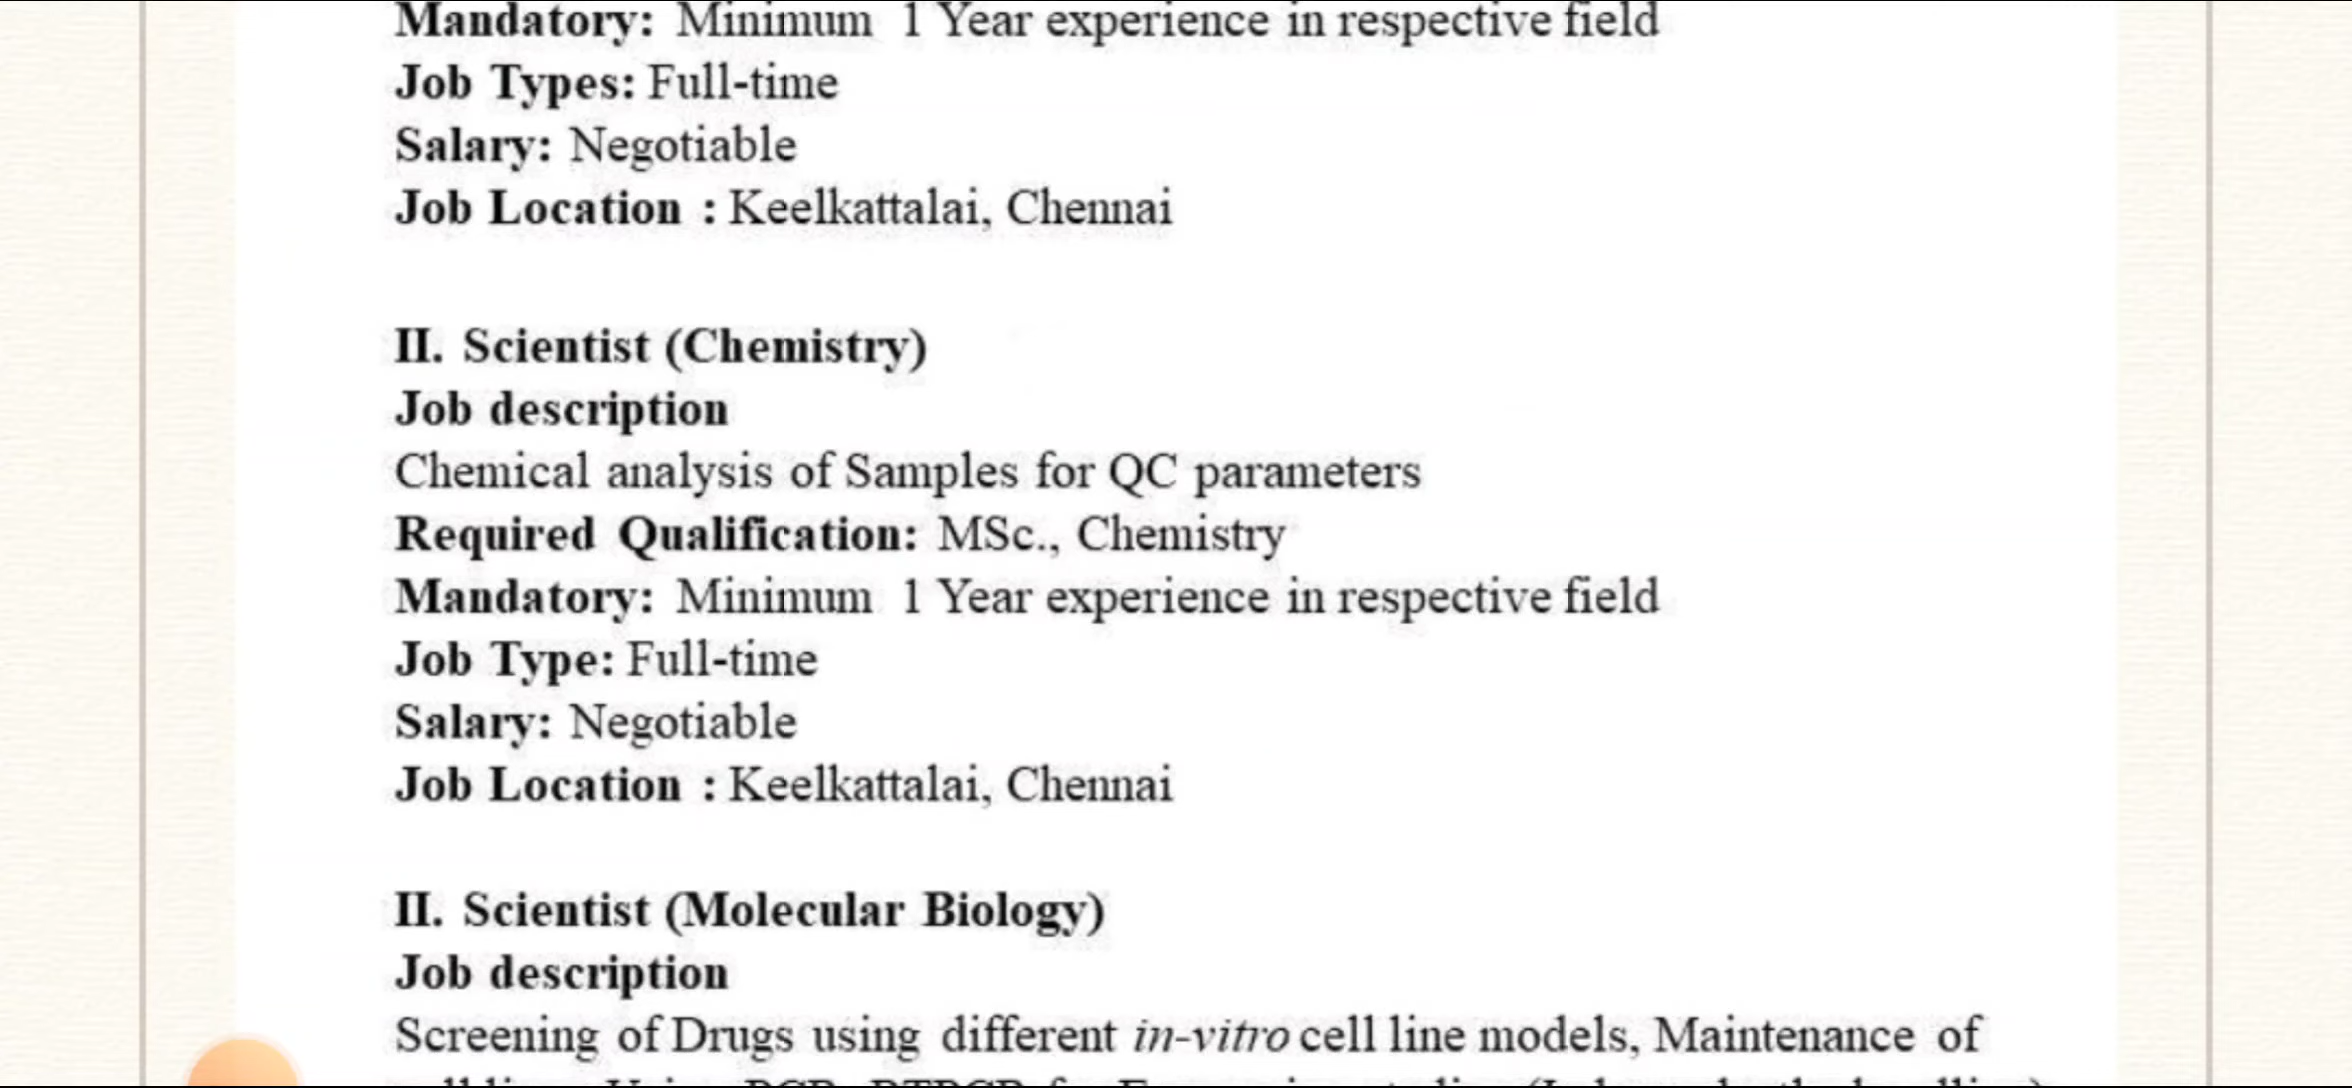 Mandatory: Minimum 1 Year experience in respective field
Job Types: Full-time
Salary: Negotiable
Job Location : Keelkattalai, Chennai
II. Scientist (Chemistry)
Job description
Chemical analysis of Samples for QC parameters
Required Qualification: MSc., Chemistry
Mandatory: Minimum 1 Year experience in respective field
Job Type: Full-time
Salary: Negotiable
Job Location : Keelkattalai, Chennai
II. Scientist (Molecular Biology)
Job description
Screening of Drugs using different in-vitro cell line models, Maintenance of